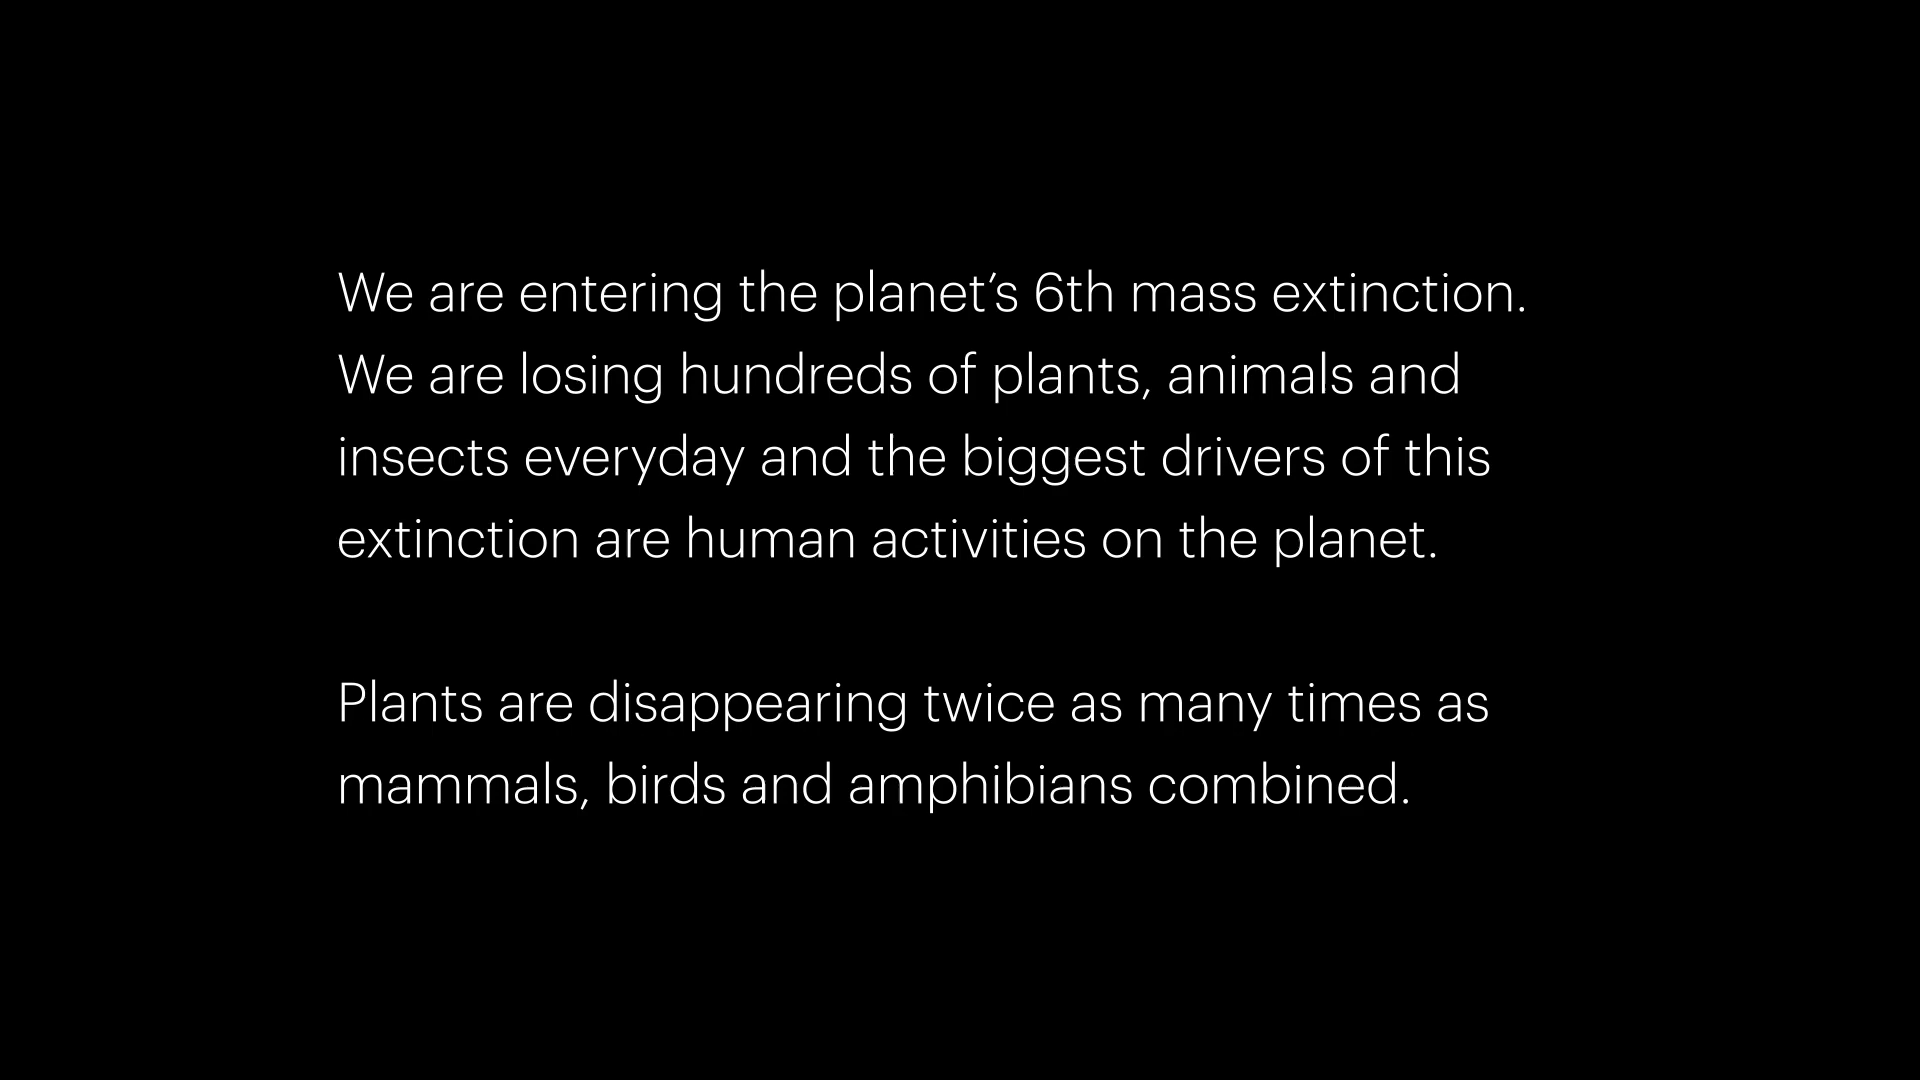 We are entering the planet’s 6th mass extinction.
We are losing hundreds of plants, animals and
insects everyday and the biggest drivers of this
extinction are human activities on the planet.
Plants are disappearing twice as many times as
mammals, birds and amphibians combined.